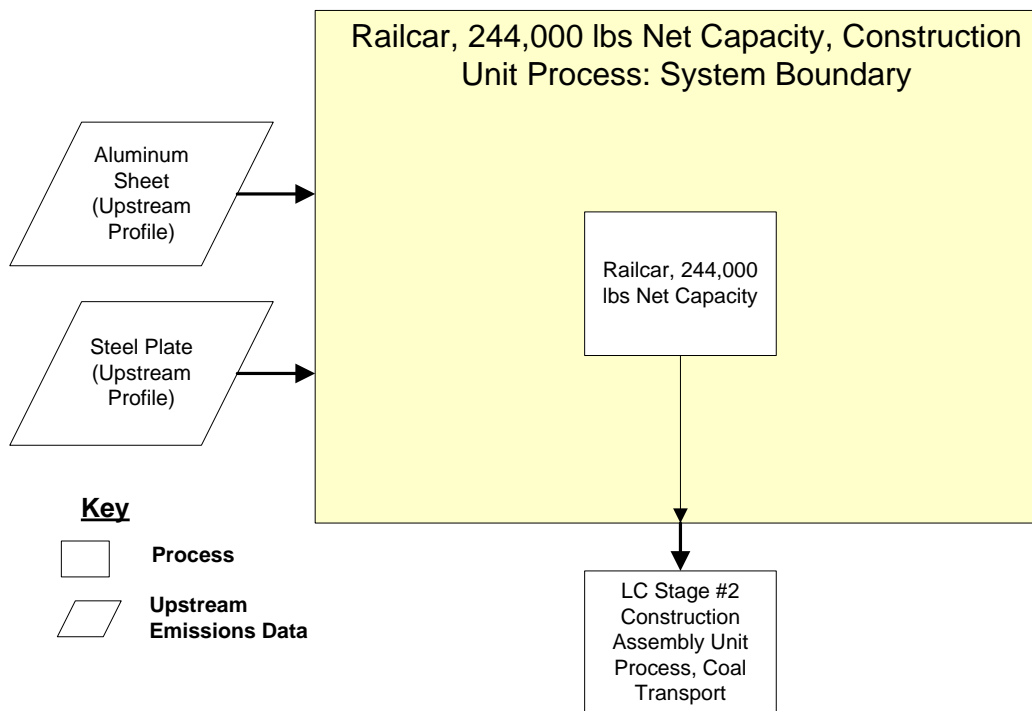 Railcar, 244,000 lbs Net Capacity, Construction
Unit Process: System Boundary
Aluminum
Sheet
(Upstream
Profile)
Railcar, 244,000
lbs Net Capacity
Steel Plate
(Upstream
Profile)
Key
Process
Upstream
Emissions Data
LC Stage #2
Construction
Assembly Unit
Process, Coal
Transport